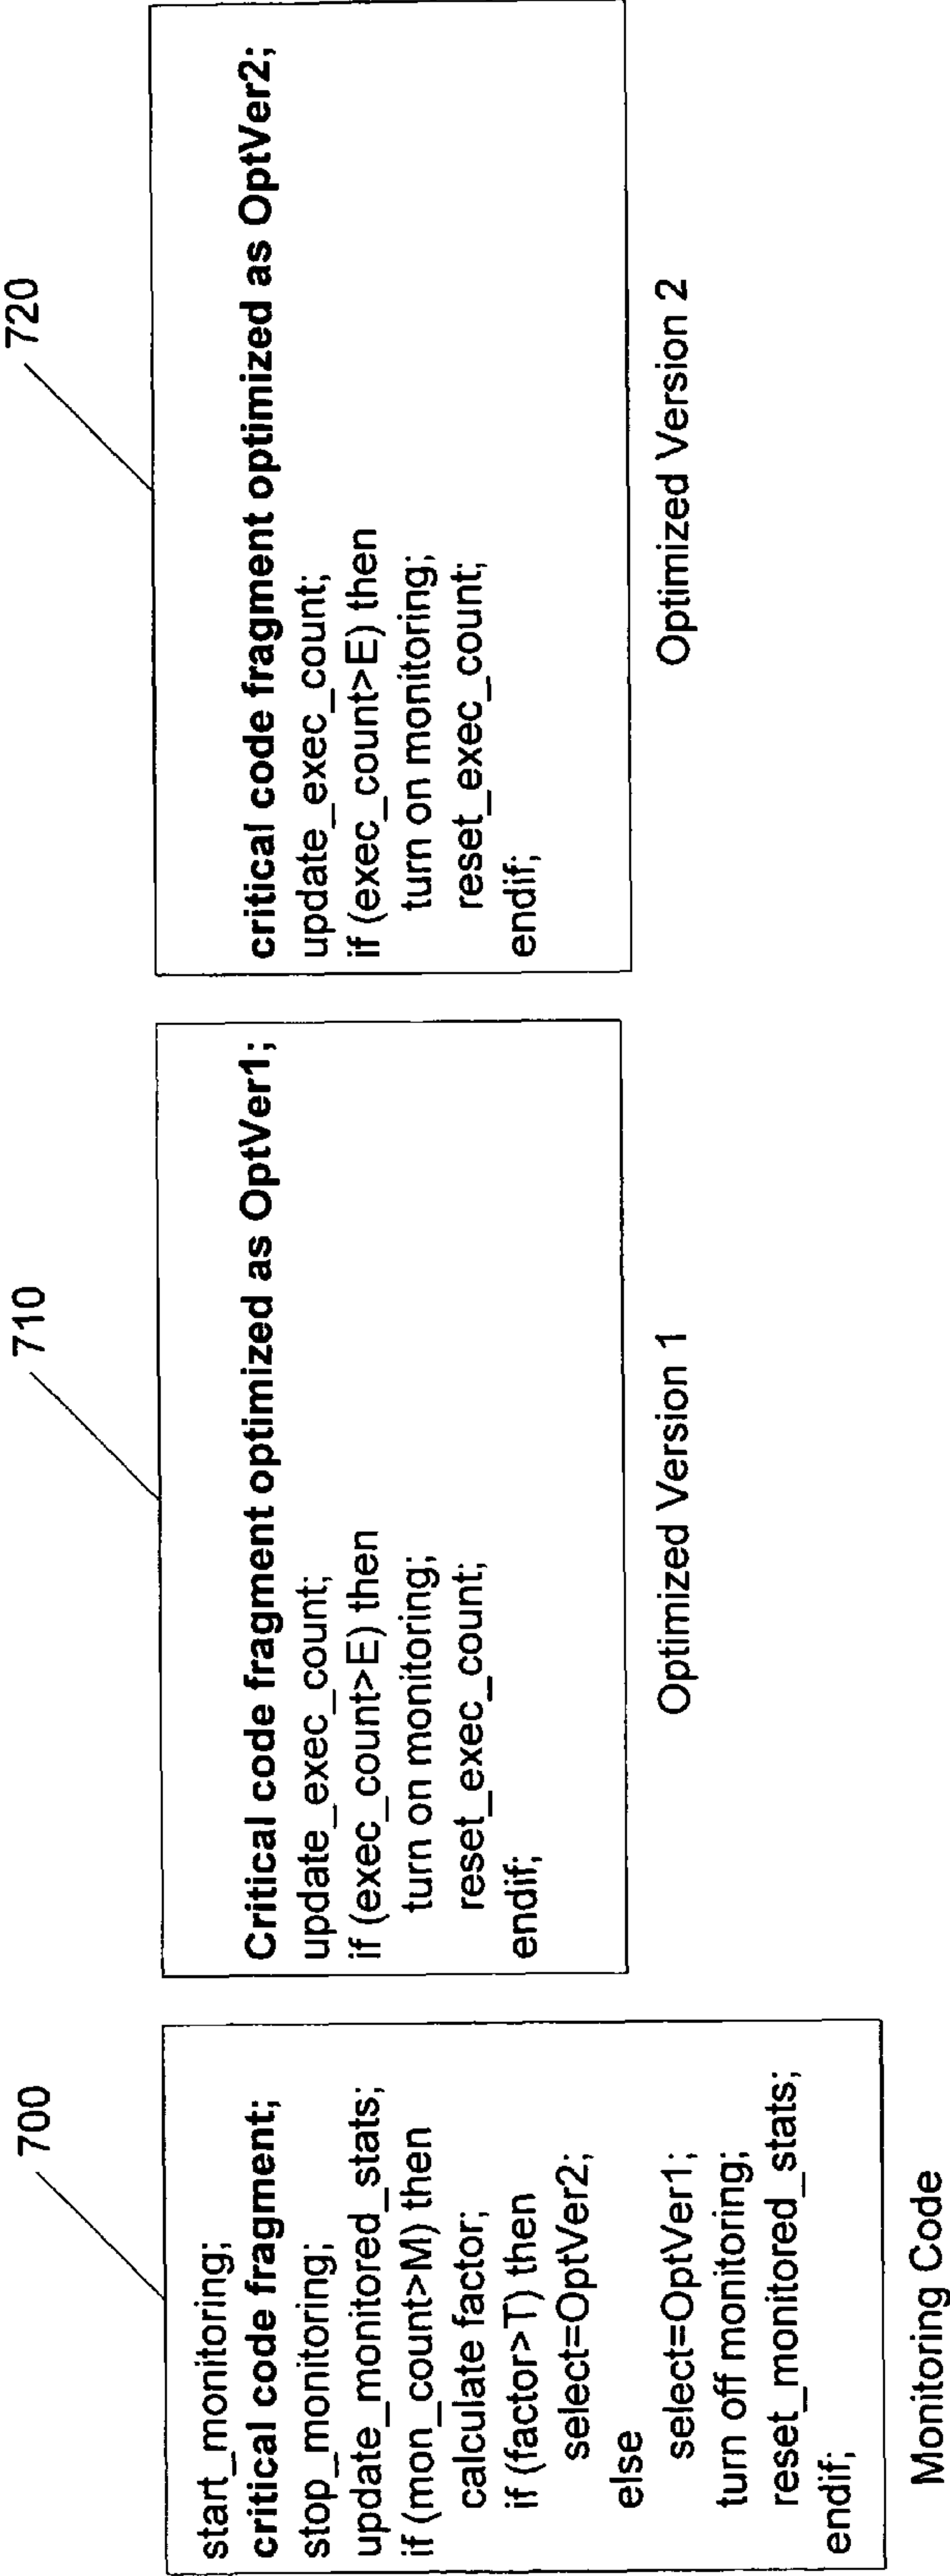 700
start_monitoring;
critical code fragment;
stop_monitoring;
update_monitored_stats;
if (mon_count>M) then
calculate factor;
if (factor>T) then
select=OptVer2;
else
select=OptVer1;
turn off monitoring;
reset_monitored_stats;
endif;
Monitoring Code
710
Critical code fragment optimized as OptVer1;
update_exec_count;
if (exec_count>E) then
turn on monitoring;
reset_exec_count;
endif;
Optimized Version 1
720
critical code fragment optimized as OptVer2;
update_exec_count;
if (exec_count>E) then
turn on monitoring;
reset_exec_count;
endif;
Optimized Version 2